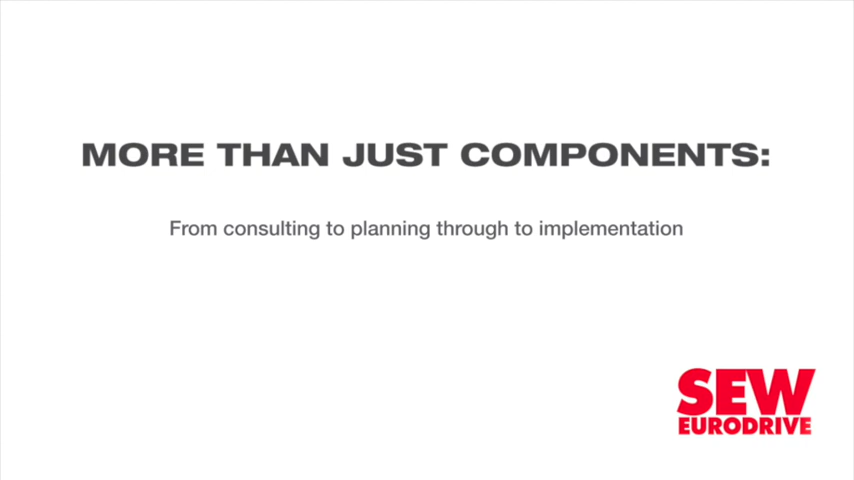 MORE THAN JUST COMPONENTS:
From consulting to planning through to implementation
SEW
EURODRIVE